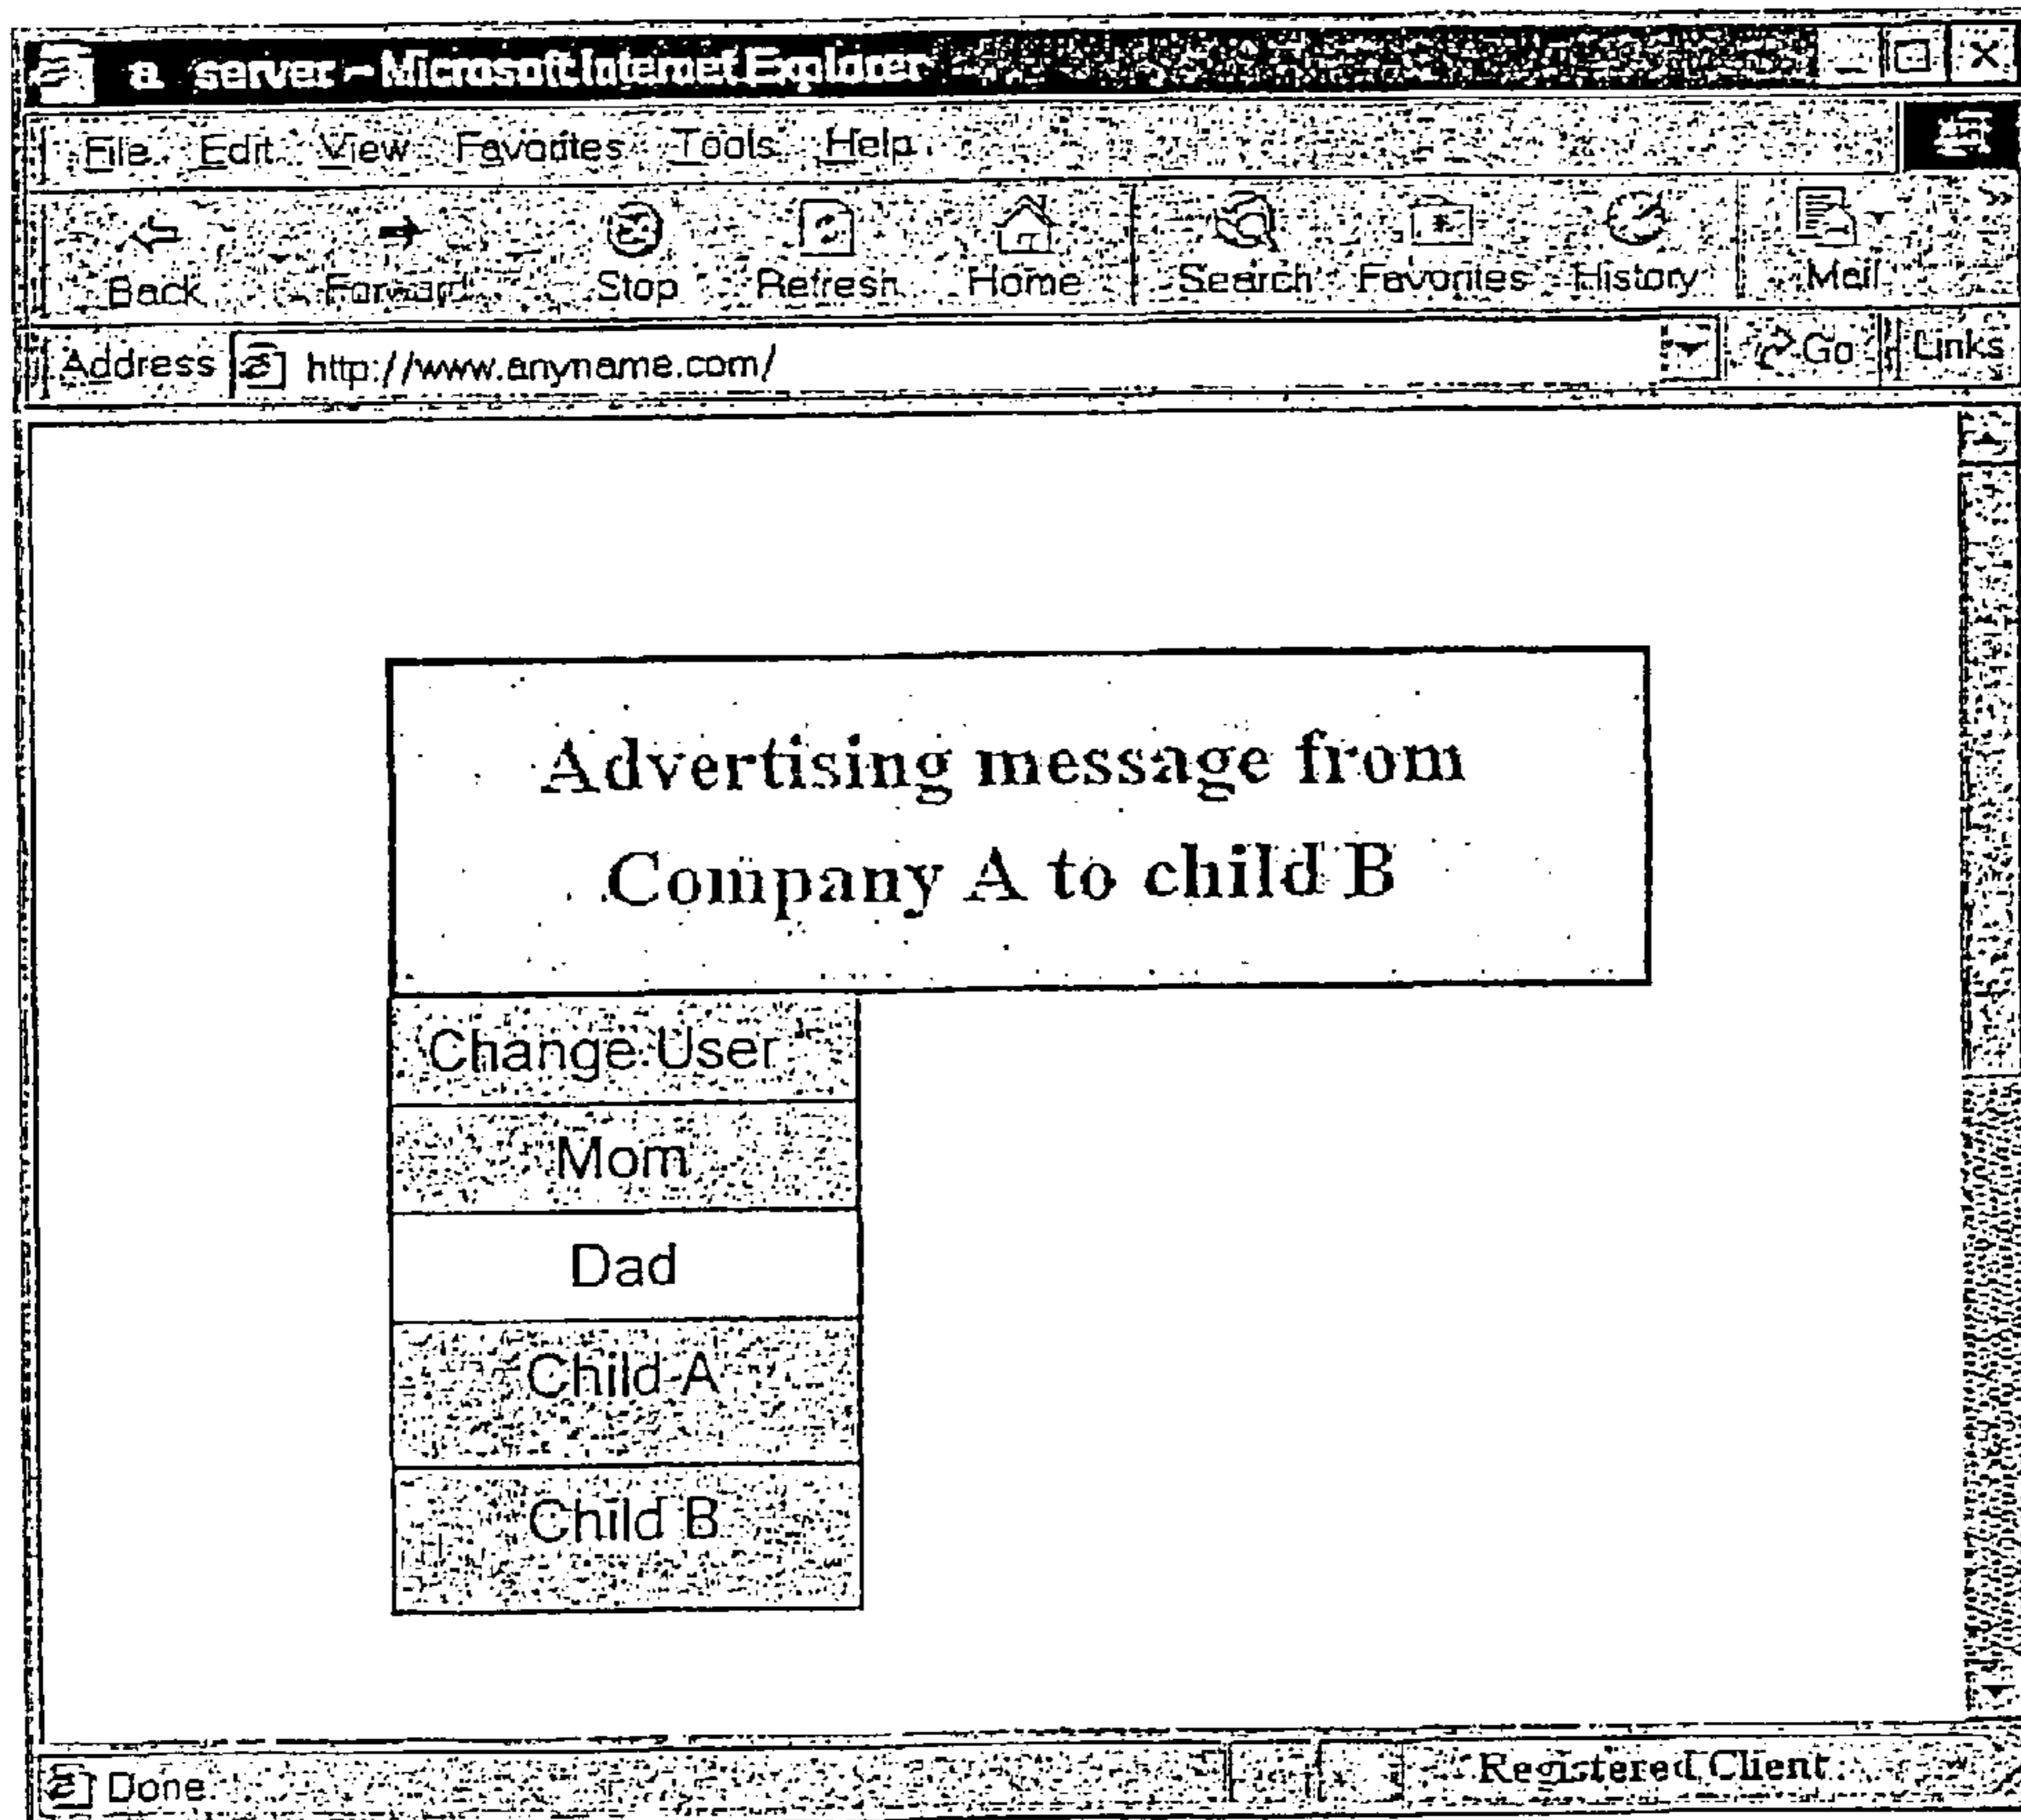 a server - Microsoft Internet Explorer
File Edit View Favorites Tools Help
Back Forward Stop Refresh Home Search Favorites History Mail
Address http://www.anyname.com/ Go Links
Advertising message from
Company A to child B
Change User
Mom
Dad
Child A
Child B
Done Registered Client